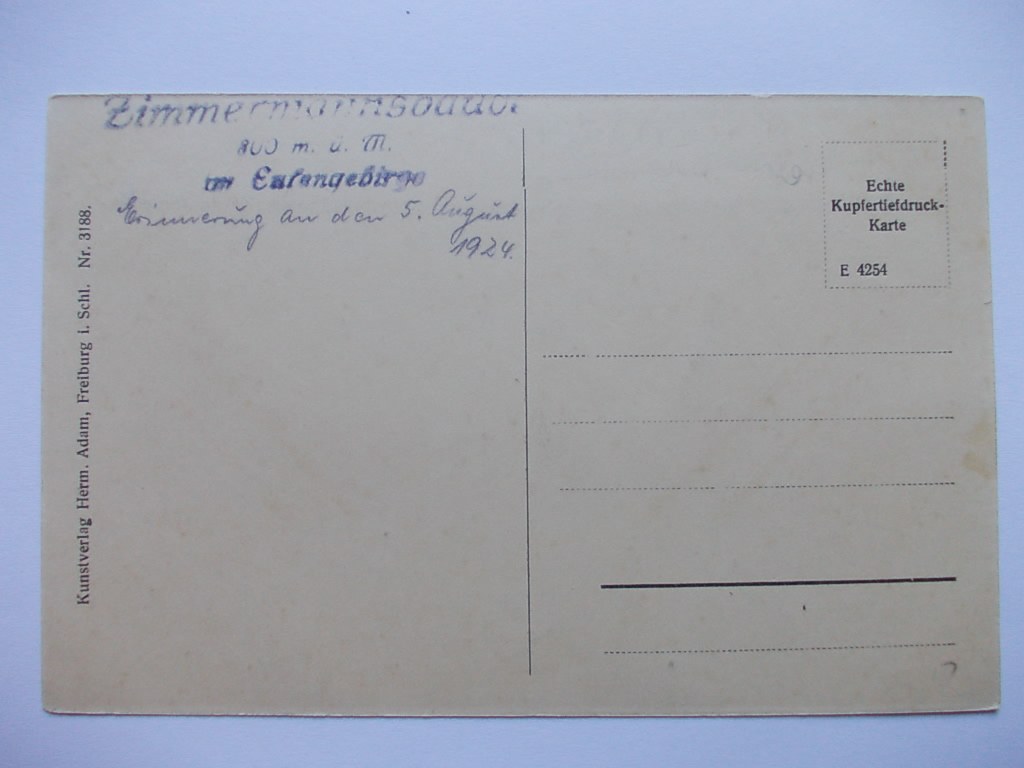 Zimmermannsbaude
800 m. ü. M.
im Eulengebirge
Erinnerung an den 5. August
1924.
Kunstverlag Herm. Adam, Freiburg i. Schl. Nr. 3188.
Echte
Kupfertiefdruck-
Karte
E 4254